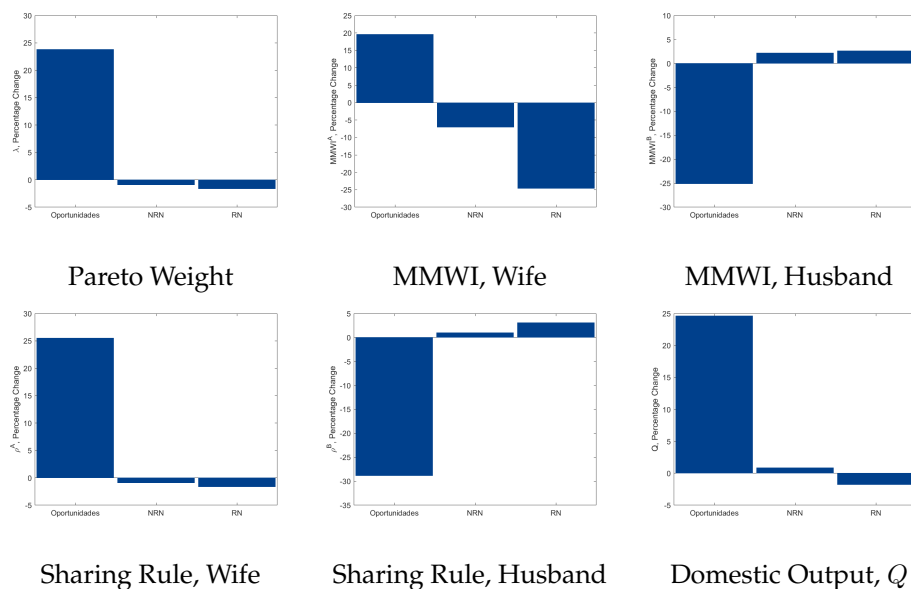 30
25
20
15
10
5
0
-5
λ, Percentage Change
Oportunidades NRN RN
Pareto Weight
25
20
15
10
5
0
-5
-10
-15
-20
-25
-30
MMWI^A, Percentage Change
Oportunidades NRN RN
MMWI, Wife
10
5
0
-5
-10
-15
-20
-25
-30
MMWI^B, Percentage Change
Oportunidades NRN RN
MMWI, Husband
30
25
20
15
10
5
0
-5
ρ^A, Percentage Change
Oportunidades NRN RN
Sharing Rule, Wife
5
0
-5
-10
-15
-20
-25
-30
-35
ρ^B, Percentage Change
Oportunidades NRN RN
Sharing Rule, Husband
25
20
15
10
5
0
-5
Q, Percentage Change
Oportunidades NRN RN
Domestic Output, Q